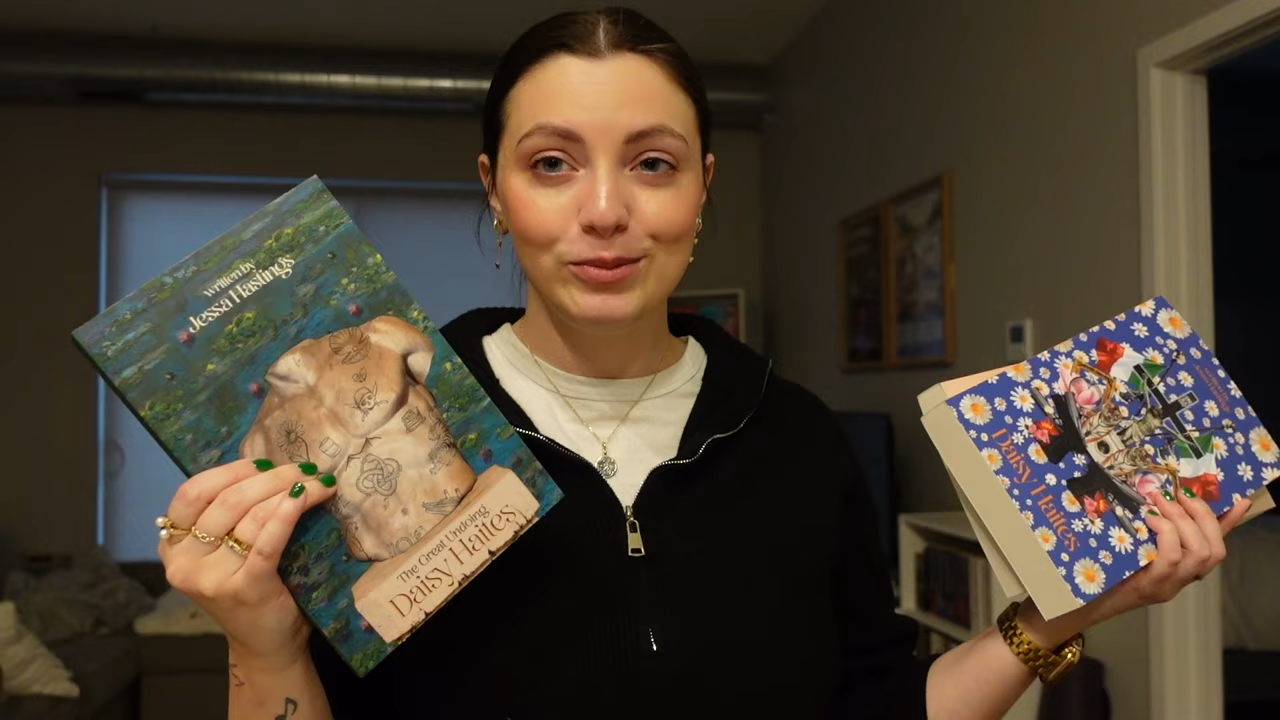 Written by
Jessa Hastings
The Great Undoing
Daisy Haites
Daisy Haites